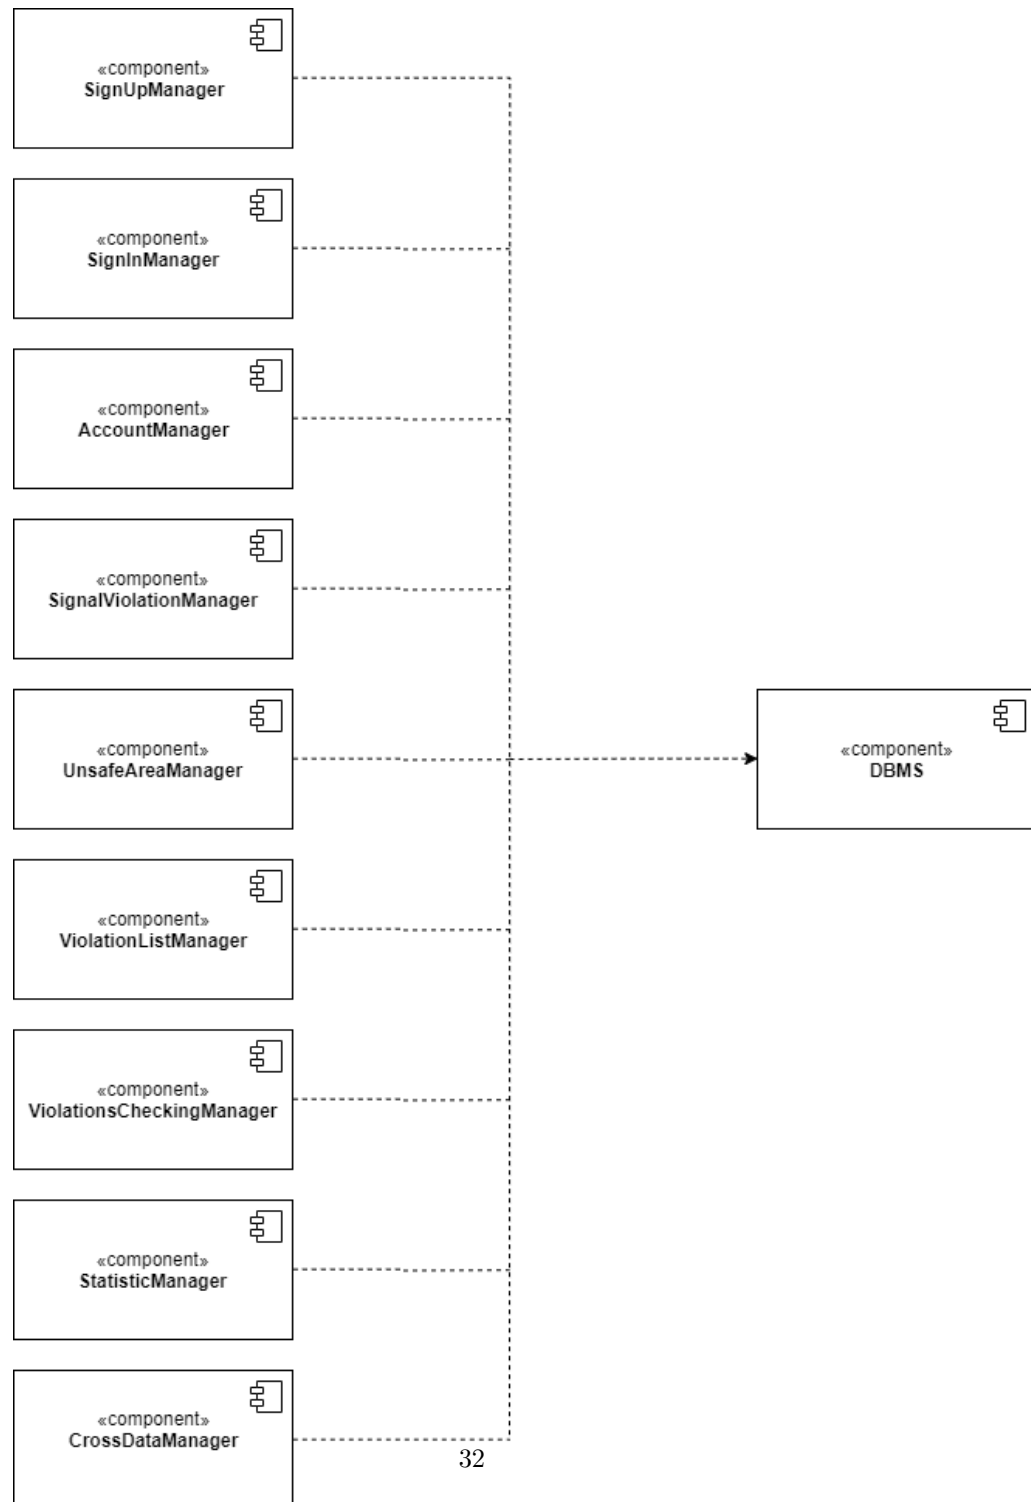 «component»
SignUpManager
«component»
SignInManager
«component»
AccountManager
«component»
SignalViolationManager
«component»
UnsafeAreaManager
«component»
DBMS
«component»
ViolationListManager
«component»
ViolationsCheckingManager
«component»
StatisticManager
«component»
CrossDataManager
32